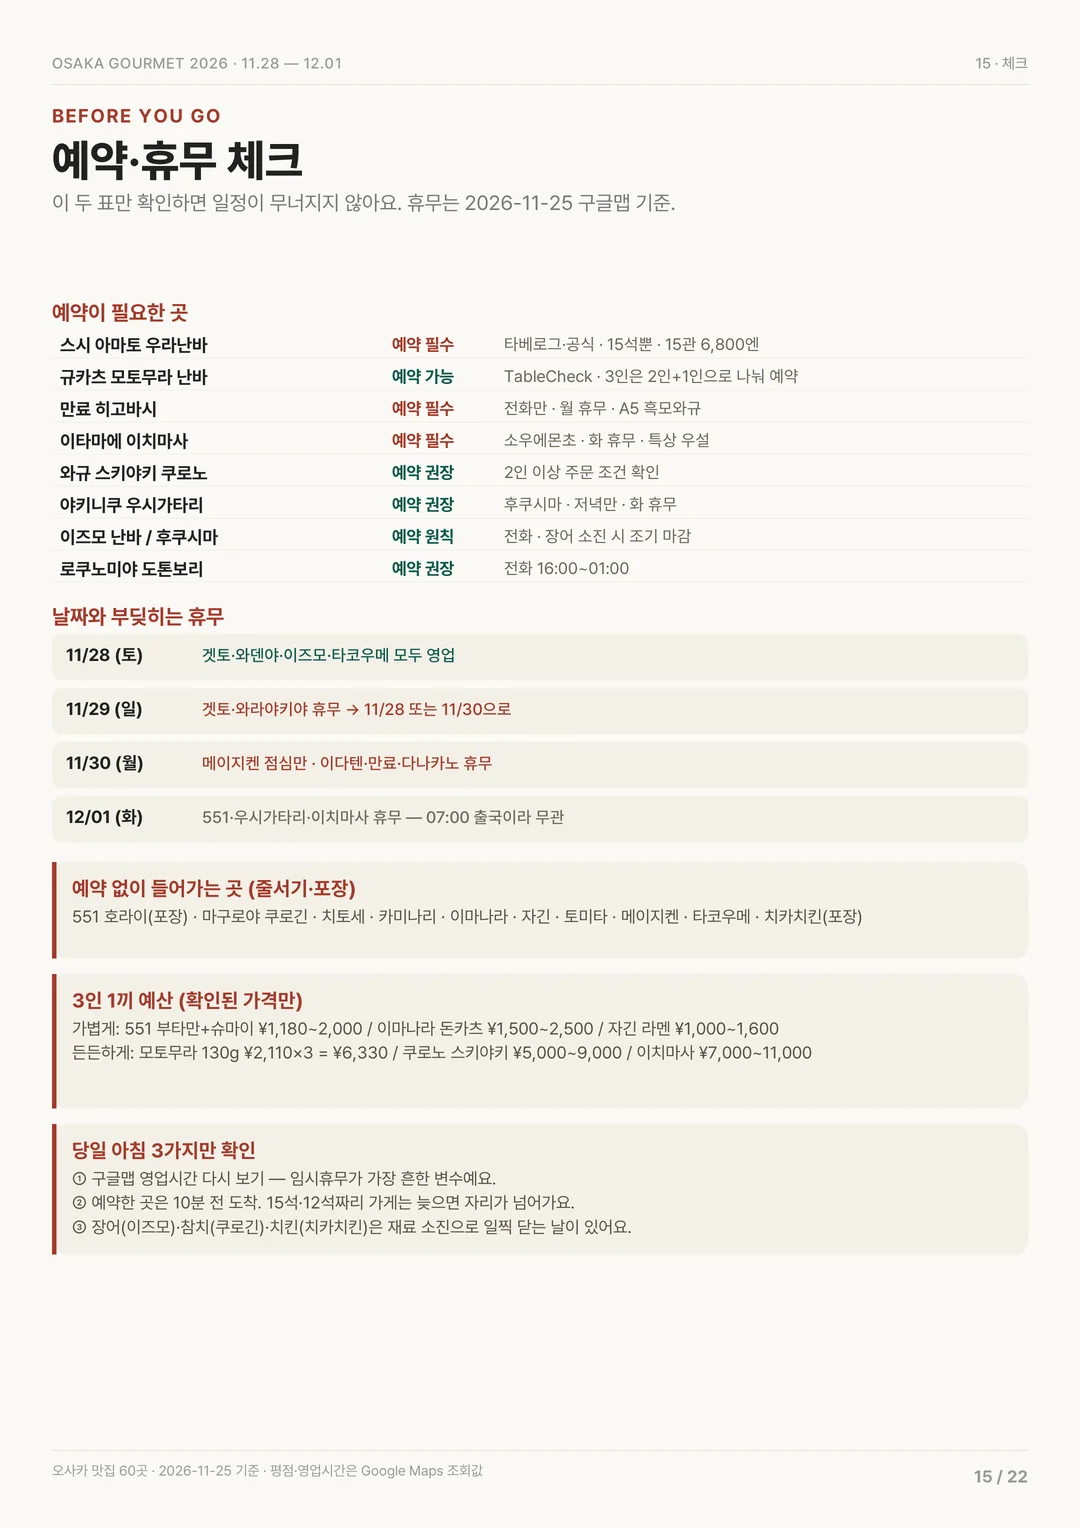 OSAKA GOURMET 2026 · 11.28 — 12.01
15 · 체크
BEFORE YOU GO
예약·휴무 체크
이 두 표만 확인하면 일정이 무너지지 않아요. 휴무는 2026-11-25 구글맵 기준.
예약이 필요한 곳
스시 야마토 우라난바 예약 필수 타베로그·공식 · 15석뿐 · 15관 6,800엔
규카츠 모토무라 난바 예약 가능 TableCheck · 3인은 2인+1인으로 나눠 예약
만료 히고바시 예약 필수 전화만 · 월 휴무 · A5 흑모와규
이타마에 이치마사 예약 필수 소우에몬초 · 화 휴무 · 특상 우설
와규 스키야키 쿠로노 예약 권장 2인 이상 주문 조건 확인
야키니쿠 우시가타리 예약 권장 후쿠시마 · 저녁만 · 화 휴무
이즈모 난바 / 후쿠시마 예약 원칙 전화 · 장어 소진 시 조기 마감
로쿠노미야 도톤보리 예약 권장 전화 16:00~01:00
날짜와 부딪히는 휴무
11/28 (토) 겟토·와덴야·이즈모·타코우메 모두 영업
11/29 (일) 겟토·와라야키야 휴무 → 11/28 또는 11/30으로
11/30 (월) 메이지켄 점심만 · 이다텐·만료·다나카노 휴무
12/01 (화) 551·우시가타리·이치마사 휴무 — 07:00 출국이라 무관
예약 없이 들어가는 곳 (줄서기·포장)
551 호라이(포장) · 마구로야 쿠로긴 · 치토세 · 카미나리 · 이마나라 · 자긴 · 토미타 · 메이지켄 · 타코우메 · 치카치킨(포장)
3인 1끼 예산 (확인된 가격만)
가볍게: 551 부타만+슈마이 ¥1,180~2,000 / 이마나라 돈카츠 ¥1,500~2,500 / 자긴 라멘 ¥1,000~1,600
든든하게: 모토무라 130g ¥2,110×3 = ¥6,330 / 쿠로노 스키야키 ¥5,000~9,000 / 이치마사 ¥7,000~11,000
당일 아침 3가지만 확인
① 구글맵 영업시간 다시 보기 — 임시휴무가 가장 흔한 변수예요.
② 예약한 곳은 10분 전 도착. 15석·12석짜리 가게는 늦으면 자리가 넘어가요.
③ 장어(이즈모)·참치(쿠로긴)·치킨(치카치킨)은 재료 소진으로 일찍 닫는 날이 있어요.
오사카 맛집 60곳 · 2026-11-25 기준 · 평점·영업시간은 Google Maps 조회값
15 / 22